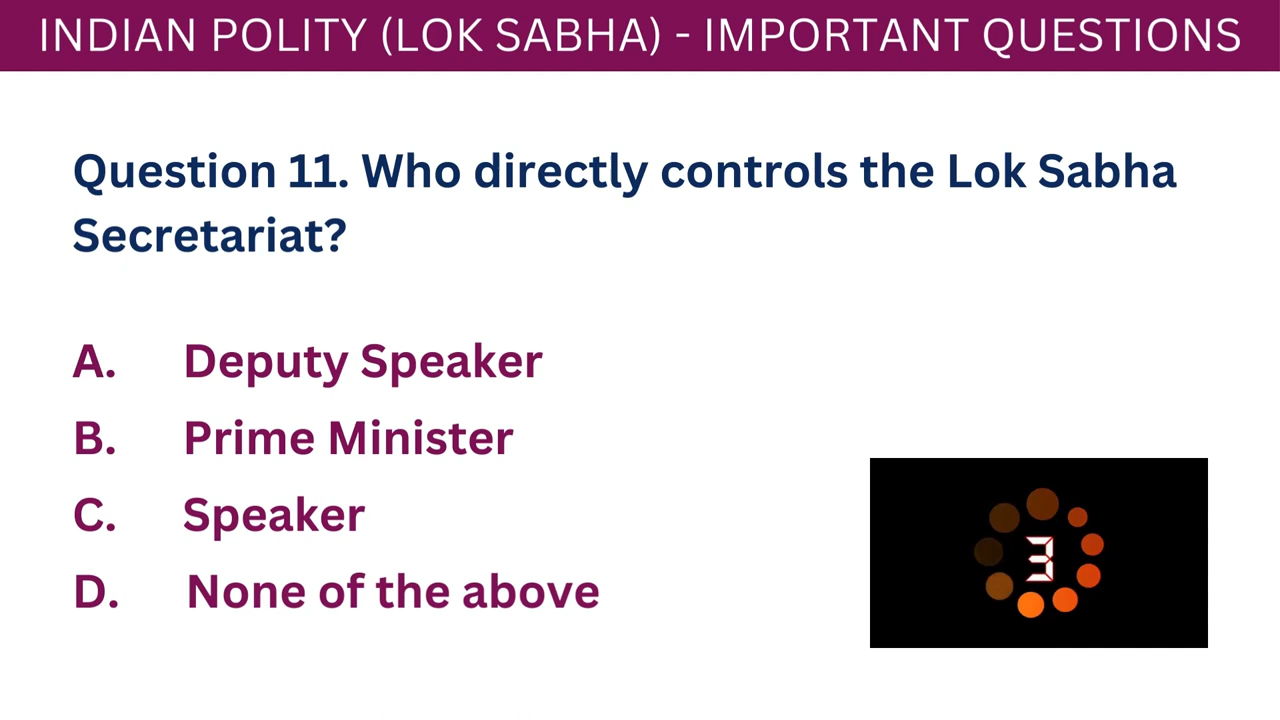 INDIAN POLITY (LOK SABHA) - IMPORTANT QUESTIONS
Question 11. Who directly controls the Lok Sabha
Secretariat?
A. Deputy Speaker
B. Prime Minister
C. Speaker
D. None of the above
3